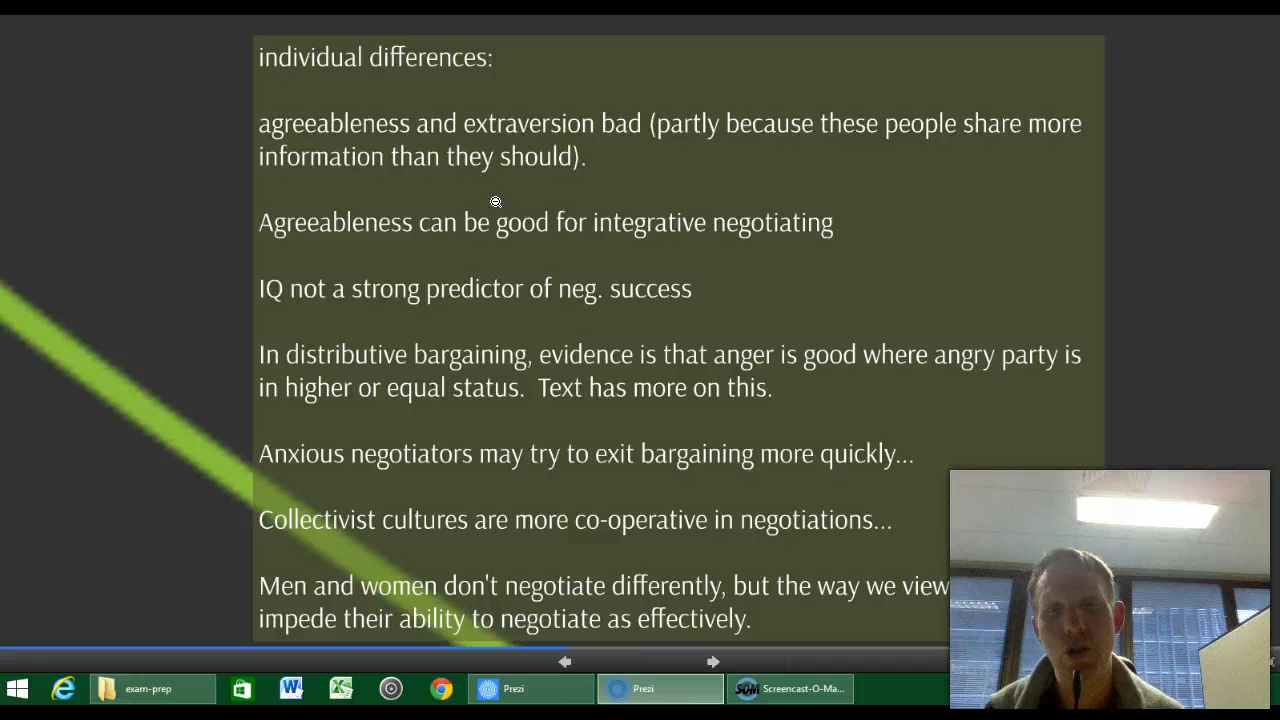 individual differences:
agreeableness and extraversion bad (partly because these people share more
information than they should).
Agreeableness can be good for integrative negotiating
IQ not a strong predictor of neg. success
In distributive bargaining, evidence is that anger is good where angry party is
in higher or equal status.  Text has more on this.
Anxious negotiators may try to exit bargaining more quickly...
Collectivist cultures are more co-operative in negotiations...
Men and women don't negotiate differently, but the way we view
impede their ability to negotiate as effectively.
exam-prep
Prezi
Prezi
SOM Screencast-O-Ma...